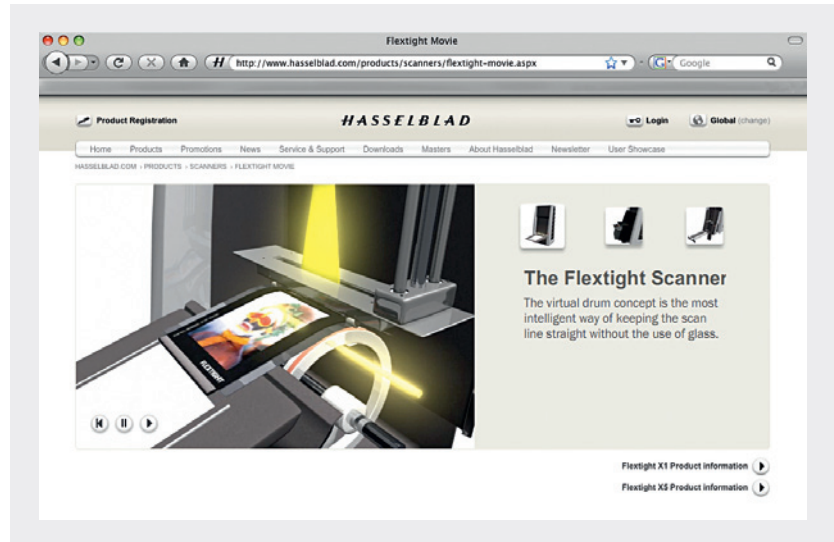 Flextight Movie
http://www.hasselblad.com/products/scanners/flextight-movie.aspx
Google
Product Registration
HASSELBLAD
Login
Global (change)
Home Products Promotions News Service & Support Downloads Masters About Hasselblad Newsletter User Showcase
HASSELBLAD.COM › PRODUCTS › SCANNERS › FLEXTIGHT MOVIE
The Flextight Scanner
The virtual drum concept is the most
intelligent way of keeping the scan
line straight without the use of glass.
FLEXTIGHT
Flextight X1 Product information
Flextight X5 Product information